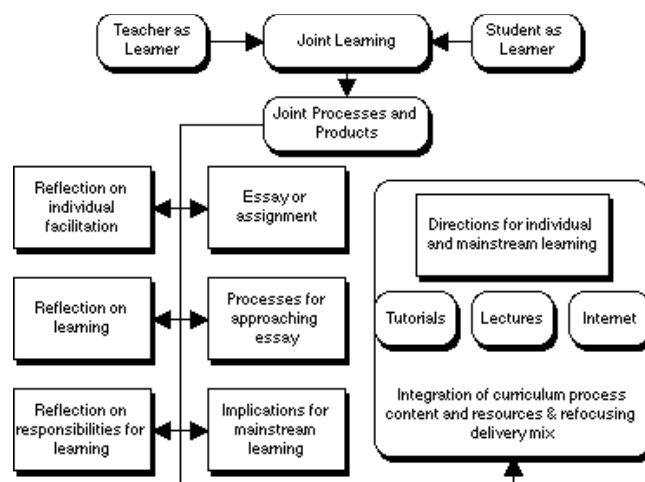 Teacher as
Learner
Joint Learning
Student as
Learner
Joint Processes and
Products
Reflection on
individual
facilitation
Essay or
assignment
Directions for individual
and mainstream learning
Reflection on
learning
Processes for
approaching
essay
Tutorials
Lectures
Internet
Reflection on
responsibilities for
learning
Implications for
mainstream
learning
Integration of curriculum process
content and resources & refocusing
delivery mix